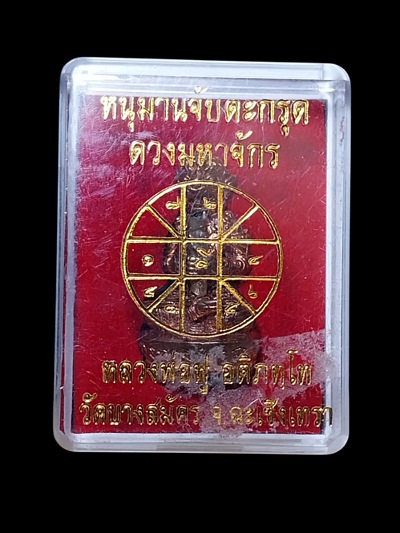 หนุมานจับตะกรุด
ดวงมหาจักร
หลวงพ่อฟู อติภทฺโท
วัดบางสมัคร จ.ฉะเชิงเทรา